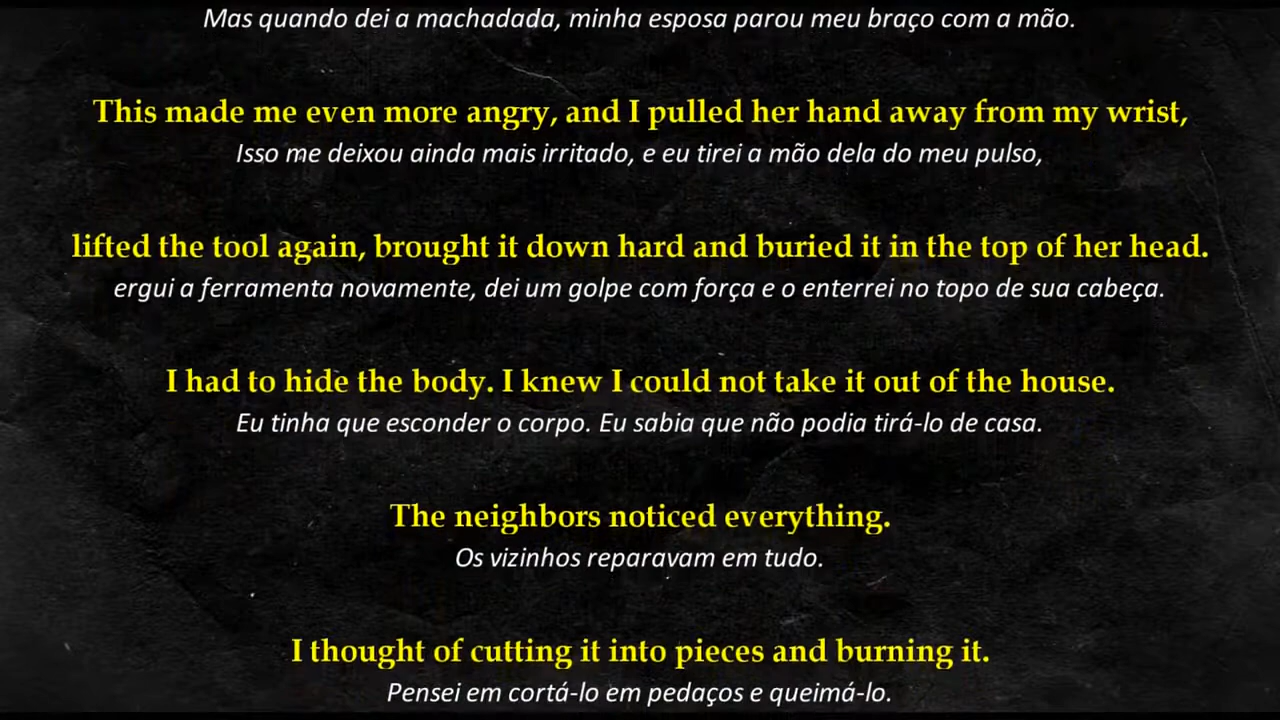 Mas quando dei a machadada, minha esposa parou meu braço com a mão.
This made me even more angry, and I pulled her hand away from my wrist,
Isso me deixou ainda mais irritado, e eu tirei a mão dela do meu pulso,
lifted the tool again, brought it down hard and buried it in the top of her head.
ergui a ferramenta novamente, dei um golpe com força e o enterrei no topo de sua cabeça.
I had to hide the body. I knew I could not take it out of the house.
Eu tinha que esconder o corpo. Eu sabia que não podia tirá-lo de casa.
The neighbors noticed everything.
Os vizinhos reparavam em tudo.
I thought of cutting it into pieces and burning it.
Pensei em cortá-lo em pedaços e queimá-lo.